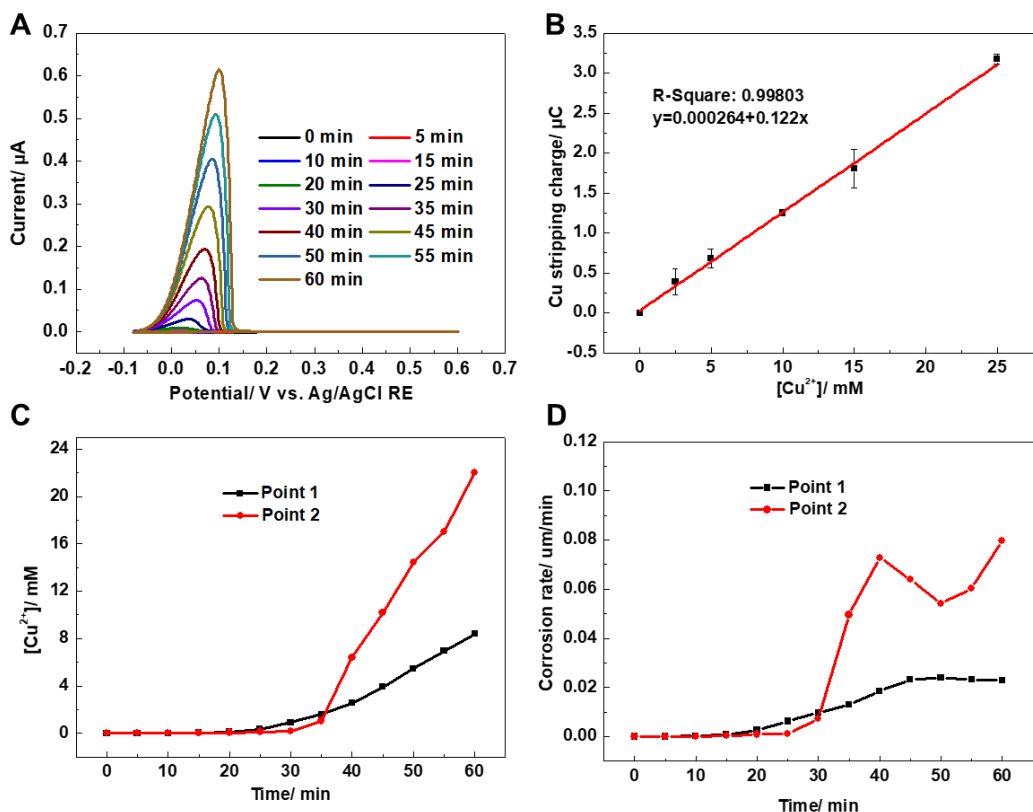 A
Current/ µA
0.7
0.6
0.5
0.4
0.3
0.2
0.1
0.0
0 min 5 min
10 min 15 min
20 min 25 min
30 min 35 min
40 min 45 min
50 min 55 min
60 min
-0.2 -0.1 0.0 0.1 0.2 0.3 0.4 0.5 0.6 0.7
Potential/ V vs. Ag/AgCl RE
B
Cu stripping charge/ µC
3.5
3.0
2.5
2.0
1.5
1.0
0.5
0.0
-0.5
R-Square: 0.99803
y=0.000264+0.122x
0 5 10 15 20 25
[Cu²⁺]/ mM
C
[Cu²⁺]/ mM
24
20
16
12
8
4
0
Point 1
Point 2
0 10 20 30 40 50 60
Time/ min
D
Corrosion rate/ um/min
0.12
0.10
0.08
0.06
0.04
0.02
0.00
Point 1
Point 2
0 10 20 30 40 50 60
Time/ min